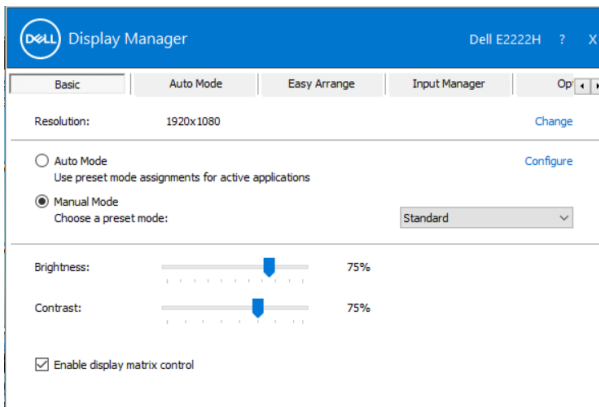 DELL Display Manager Dell E2222H ? X
Basic Auto Mode Easy Arrange Input Manager Op
Resolution: 1920x1080 Change
Auto Mode Configure
Use preset mode assignments for active applications
Manual Mode
Choose a preset mode: Standard
Brightness: 75%
Contrast: 75%
Enable display matrix control